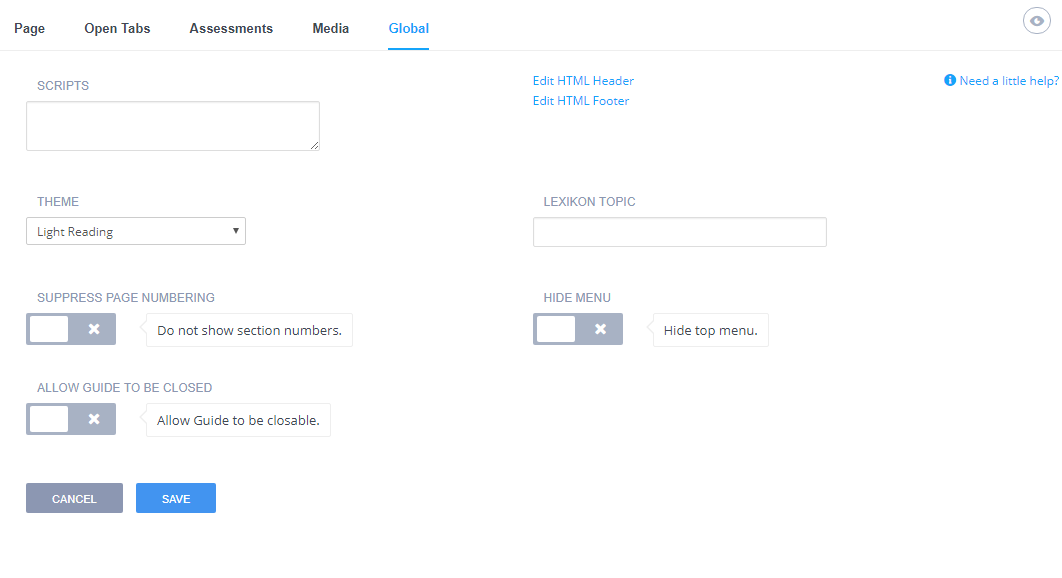 Page Open Tabs Assessments Media Global
SCRIPTS
Edit HTML Header
Need a little help?
Edit HTML Footer
THEME
LEXIKON TOPIC
Light Reading
SUPPRESS PAGE NUMBERING
HIDE MENU
Do not show section numbers.
Hide top menu.
ALLOW GUIDE TO BE CLOSED
Allow Guide to be closable.
CANCEL SAVE